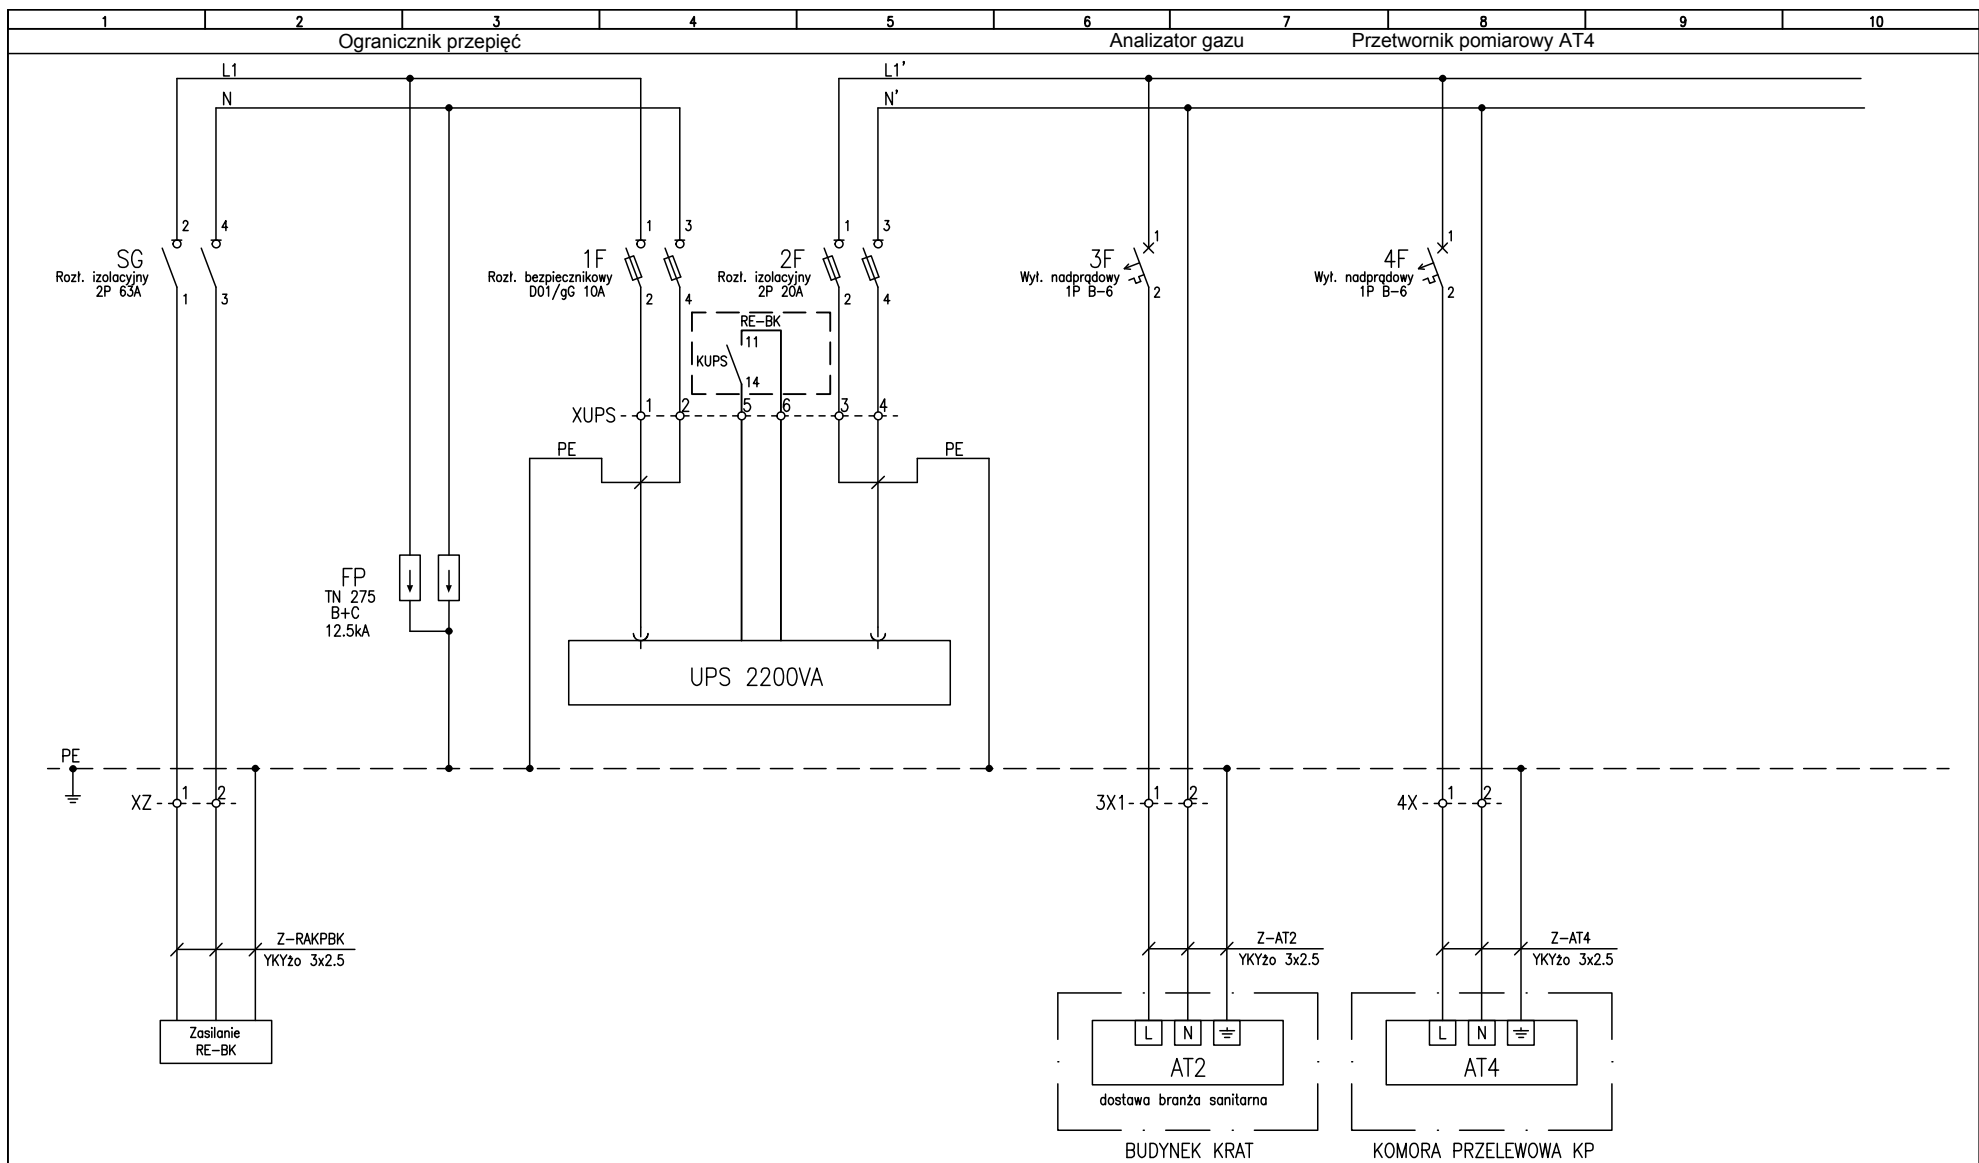 1 2 3 4 5 6 7 8 9 10
Ogranicznik przepięć Analizator gazu Przetwornik pomiarowy AT4
L1 L1'
N N'
2 4 1 3 1 3 1 1
SG
Rozł. izolacyjny
2P 63A
1 3
1F
Rozł. bezpiecznikowy
D01/gG 10A
2 4
2F
Rozł. izolacyjny
2P 20A
2 4
3F
Wył. nadprądowy
1P B-6
2
4F
Wył. nadprądowy
1P B-6
2
RE-BK
11
KUPS
14
XUPS 1 2 5 6 3 4
PE PE
FP
TN 275
B+C
12.5kA
UPS 2200VA
PE
XZ 1 2 3X1 1 2 4X 1 2
Z-RAKPBK Z-AT2 Z-AT4
YKYżo 3x2.5 YKYżo 3x2.5 YKYżo 3x2.5
Zasilanie
RE-BK
L N L N
AT2 AT4
dostawa branża sanitarna
BUDYNEK KRAT KOMORA PRZELEWOWA KP